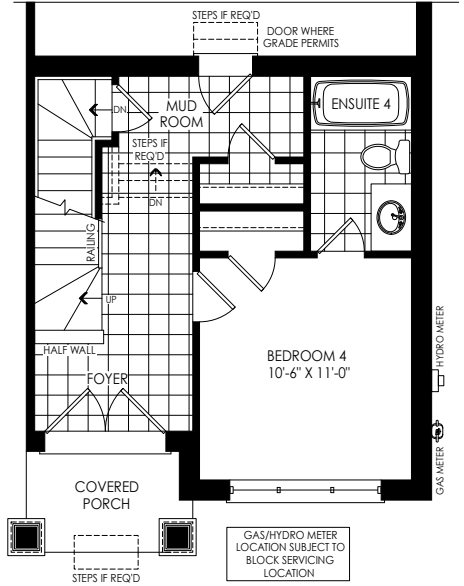 STEPS IF REQ'D
DOOR WHERE
GRADE PERMITS
DN
MUD
ROOM
ENSUITE 4
STEPS IF
REQ'D
DN
RAILING
UP
HALF WALL
FOYER
BEDROOM 4
10'-6" X 11'-0"
HYDRO METER
GAS METER
COVERED
PORCH
STEPS IF REQ'D
GAS/HYDRO METER
LOCATION SUBJECT TO
BLOCK SERVICING
LOCATION